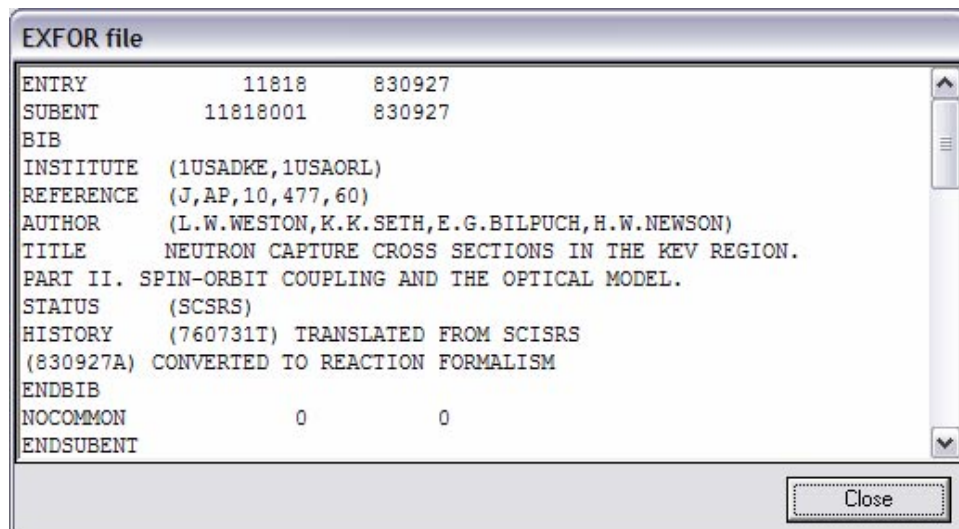 EXFOR file
ENTRY            11818     830927
SUBENT        11818001     830927
BIB
INSTITUTE  (1USADKE,1USAORL)
REFERENCE  (J,AP,10,477,60)
AUTHOR     (L.W.WESTON,K.K.SETH,E.G.BILPUCH,H.W.NEWSON)
TITLE      NEUTRON CAPTURE CROSS SECTIONS IN THE KEV REGION.
PART II. SPIN-ORBIT COUPLING AND THE OPTICAL MODEL.
STATUS     (SCSRS)
HISTORY    (760731T) TRANSLATED FROM SCISRS
(830927A) CONVERTED TO REACTION FORMALISM
ENDBIB
NOCOMMON             0          0
ENDSUBENT
Close